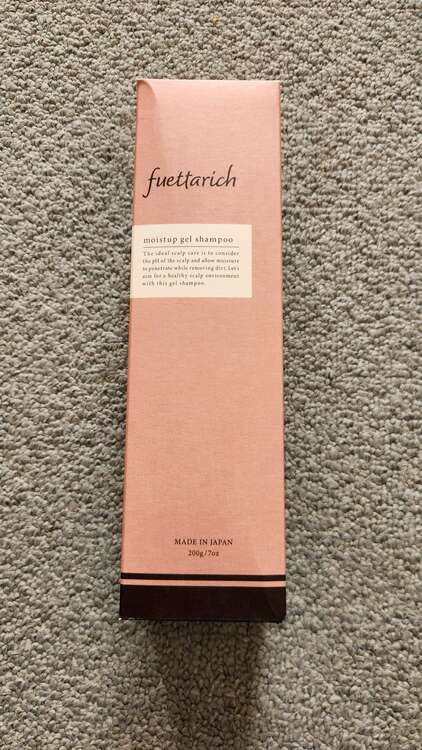 fuettarich
moistup gel shampoo
The ideal scalp care is to consider
the pH of the scalp and allow moisture
to penetrate while removing dirt. Let's
aim for a healthy scalp environment
with this gel shampoo.
MADE IN JAPAN
200g/7oz